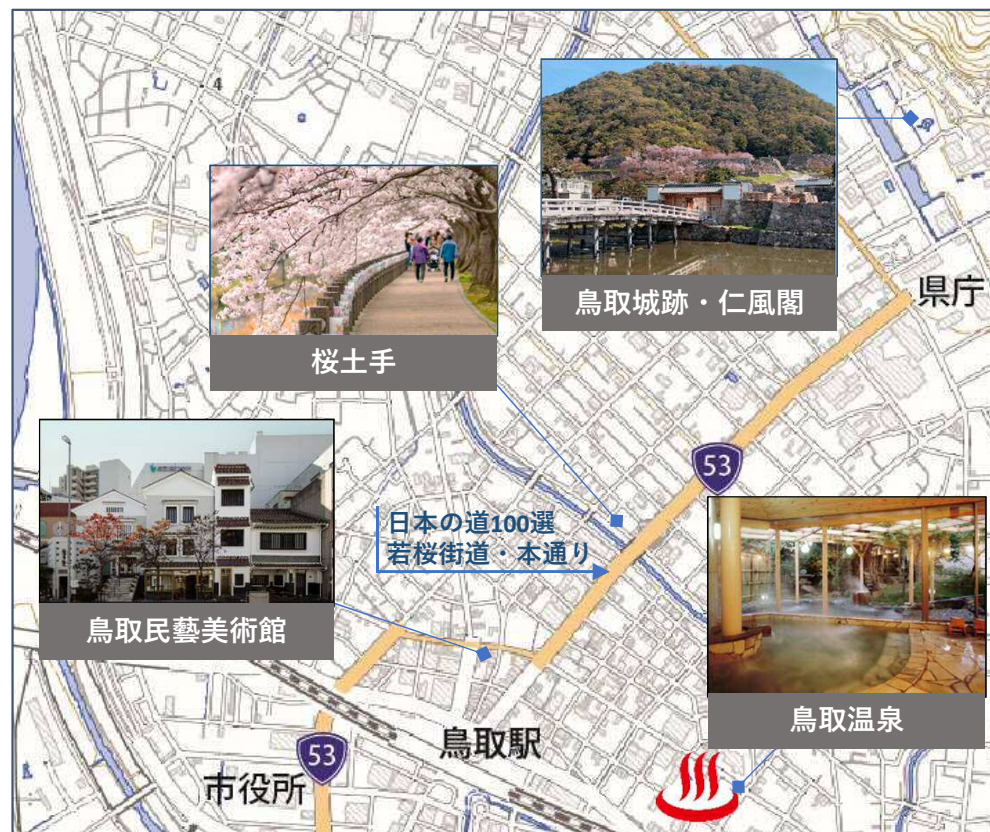 4
鳥取城跡・仁風閣
県庁
桜土手
53
日本の道100選
若桜街道・本通り
鳥取民藝美術館
鳥取温泉
鳥取駅
53
市役所